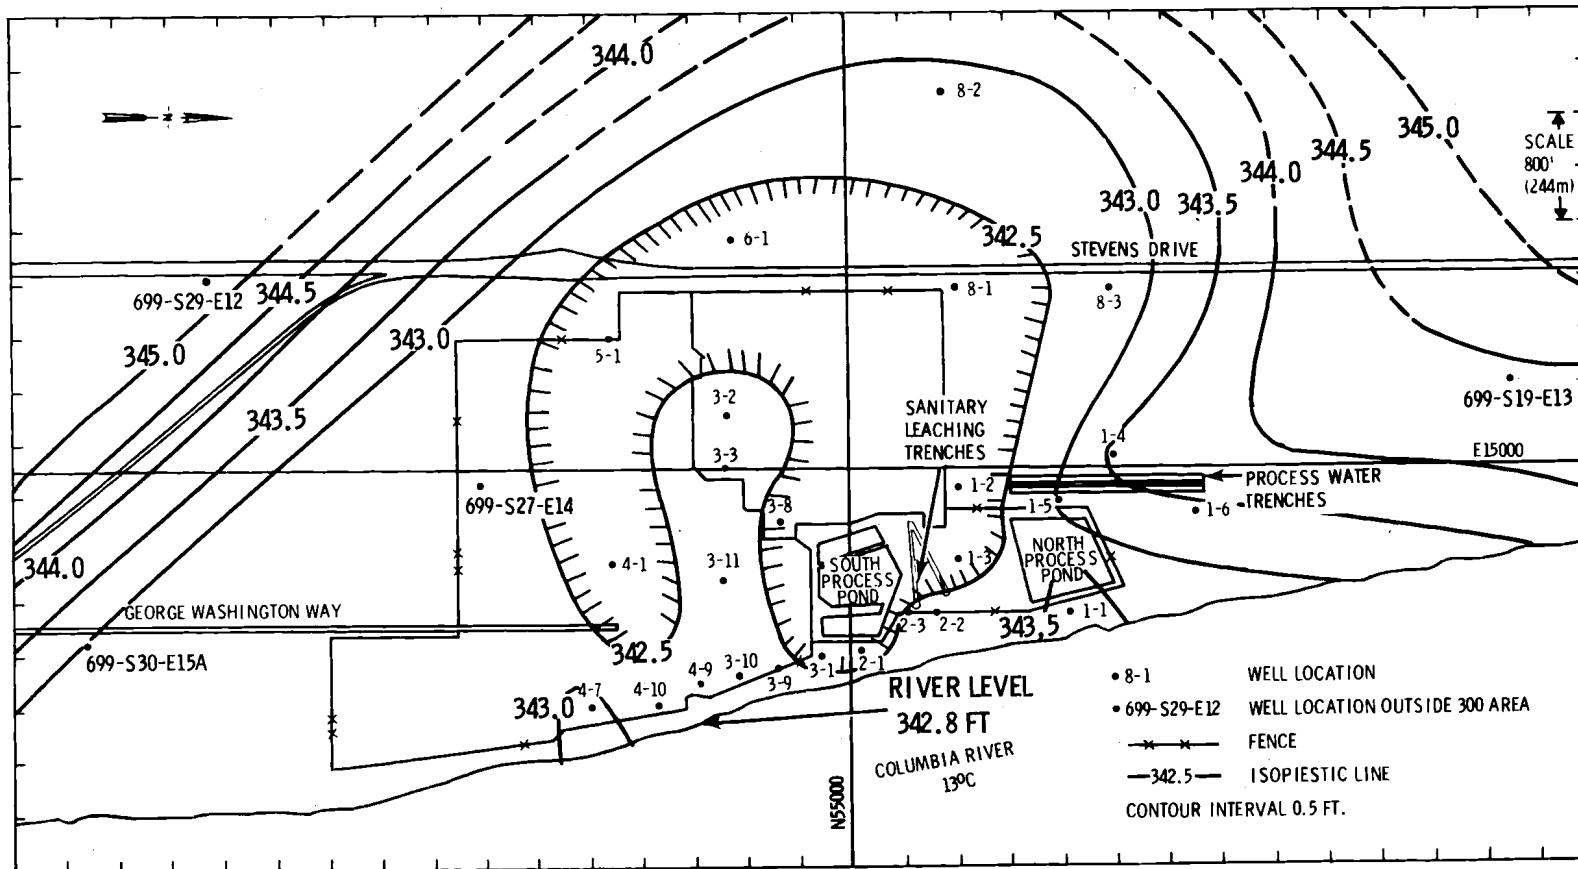 344.0
8-2
345.0
344.5
SCALE
800'
(244m)
344.0
343.0
343.5
6-1
342.5
STEVENS DRIVE
699-S29-E12
344.5
8-1
8-3
345.0
343.0
5-1
3-2
SANITARY
LEACHING
TRENCHES
699-S19-E13
343.5
3-3
1-4
E15000
1-2
PROCESS WATER
TRENCHES
699-S27-E14
3-8
1-5
1-6
344.0
4-1
3-11
SOUTH
PROCESS
POND
1-3
NORTH
PROCESS
POND
GEORGE WASHINGTON WAY
2-3
2-2
343.5
1-1
699-S30-E15A
342.5
4-9
3-10
3-9
3-1
2-1
343.0
4-7
4-10
RIVER LEVEL
342.8 FT
COLUMBIA RIVER
13ºC
N55000
8-1 WELL LOCATION
699-S29-E12 WELL LOCATION OUTSIDE 300 AREA
FENCE
342.5 ISOPIESTIC LINE
CONTOUR INTERVAL 0.5 FT.